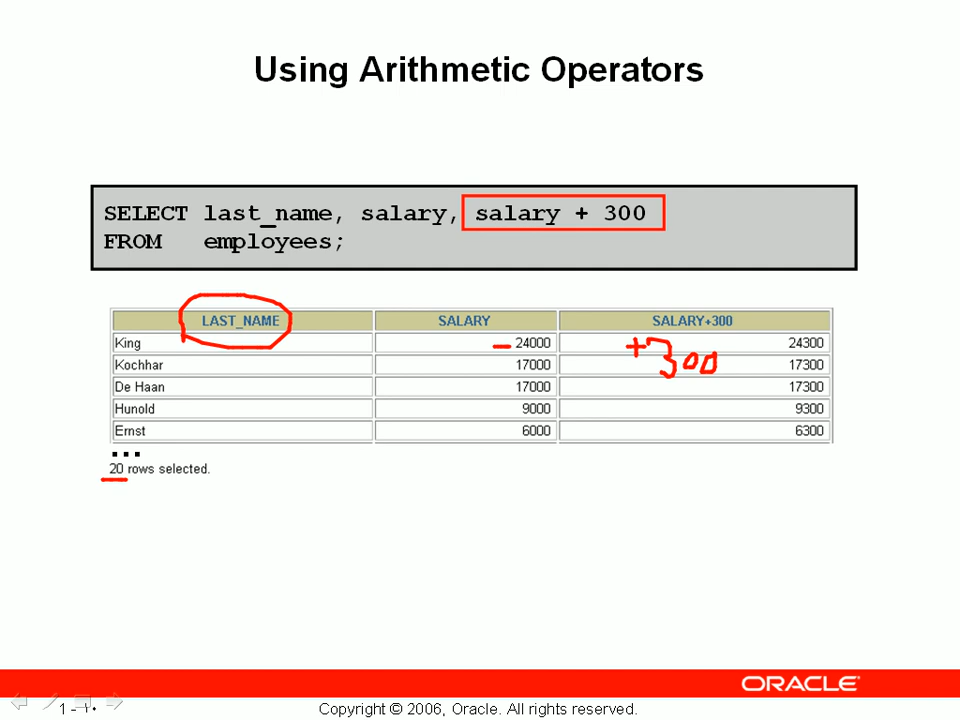 Using Arithmetic Operators
SELECT last_name, salary, salary + 300
FROM employees;
LAST_NAME SALARY SALARY+300
King 24000 24300
Kochhar 17000 17300
De Haan 17000 17300
Hunold 9000 9300
Ernst 6000 6300
+300
...
20 rows selected.
ORACLE
1 - ١٠
Copyright © 2006, Oracle. All rights reserved.